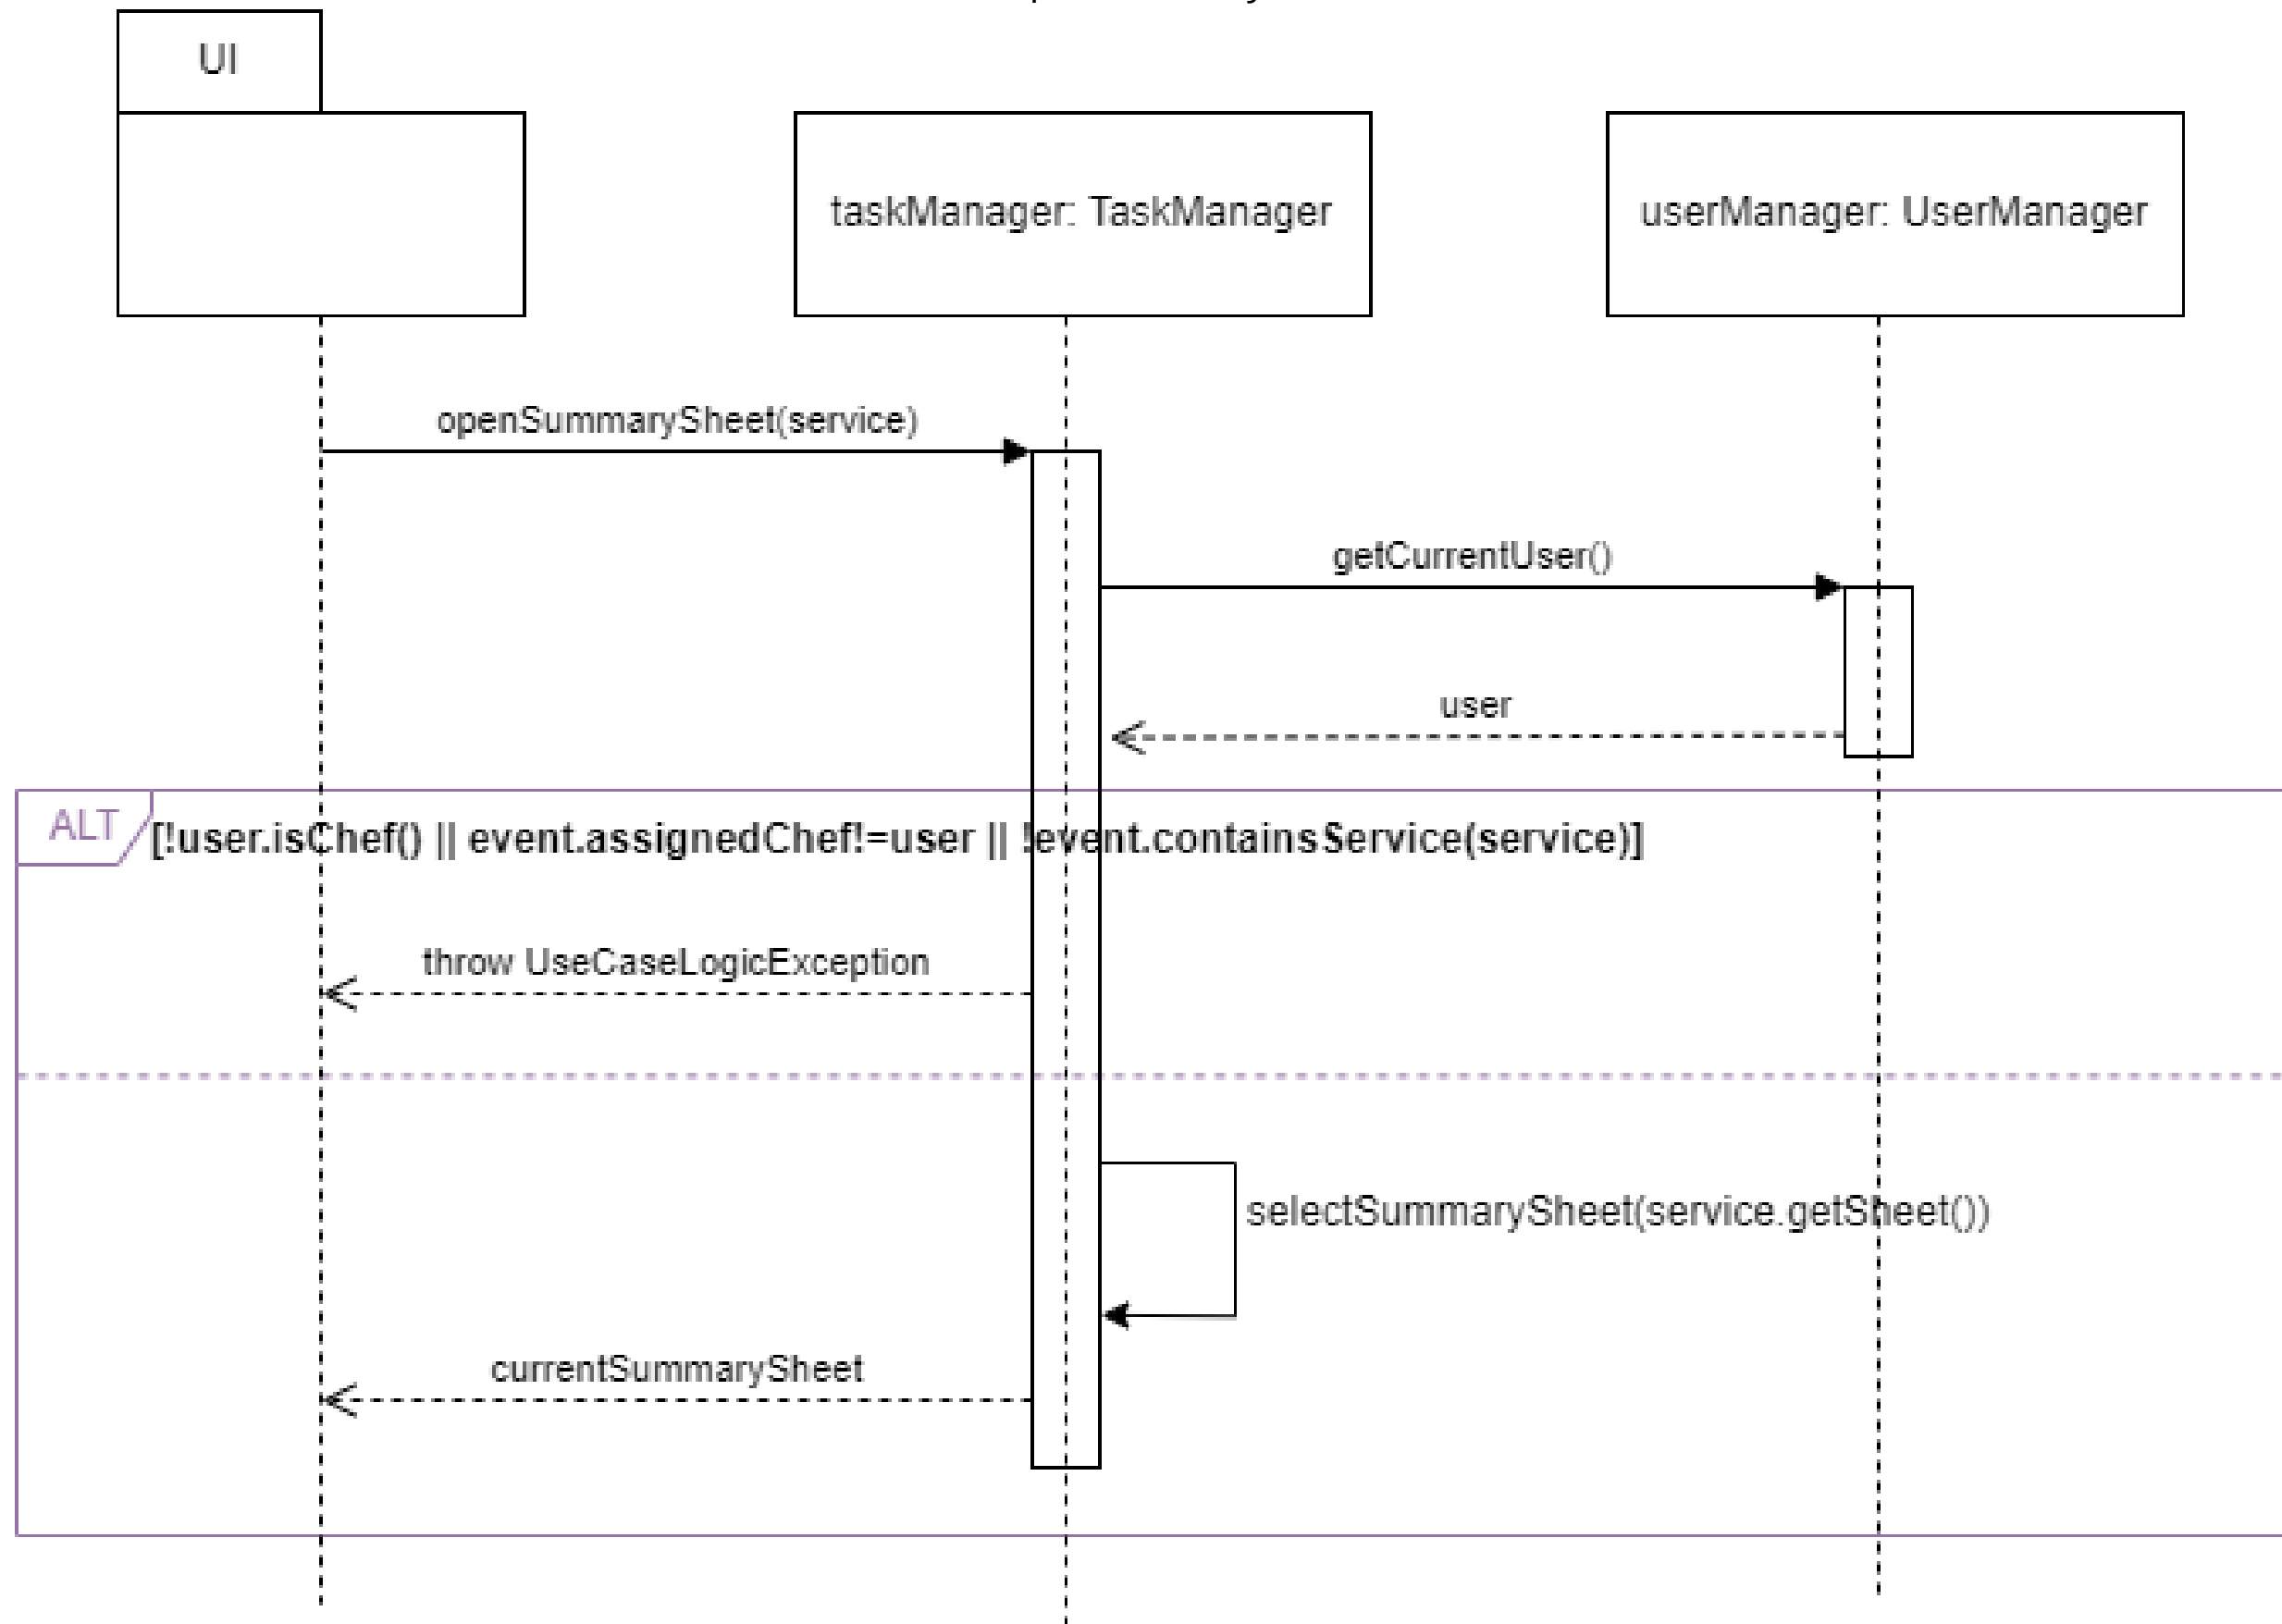 UI
taskManager: TaskManager
userManager: UserManager
openSummarySheet(service)
getCurrentUser()
user
ALT
[!user.isChef() || event.assignedChef!=user || !event.containsService(service)]
throw UseCaseLogicException
selectSummarySheet(service.getSheet())
currentSummarySheet